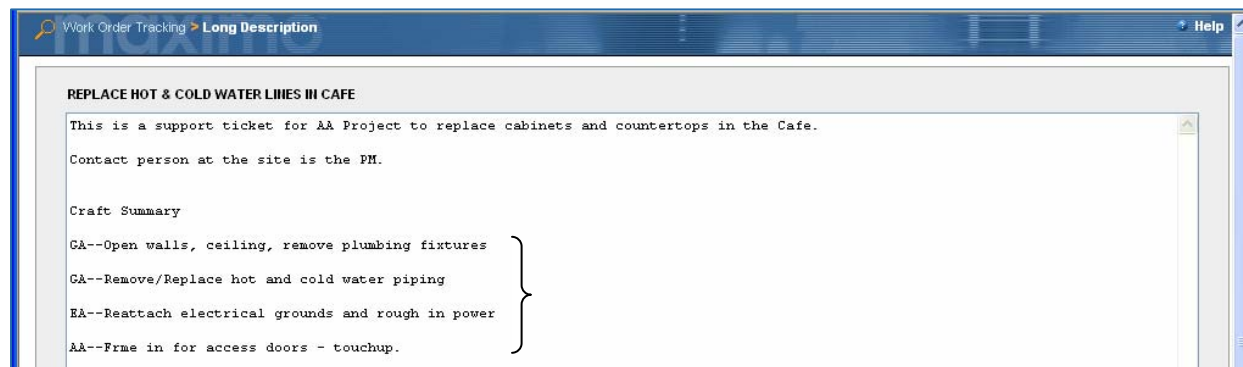 Work Order Tracking > Long Description
Help
maximo
REPLACE HOT & COLD WATER LINES IN CAFE
This is a support ticket for AA Project to replace cabinets and countertops in the Cafe.
Contact person at the site is the PM.
Craft Summary
GA--Open walls, ceiling, remove plumbing fixtures
GA--Remove/Replace hot and cold water piping
EA--Reattach electrical grounds and rough in power
AA--Frme in for access doors - touchup.